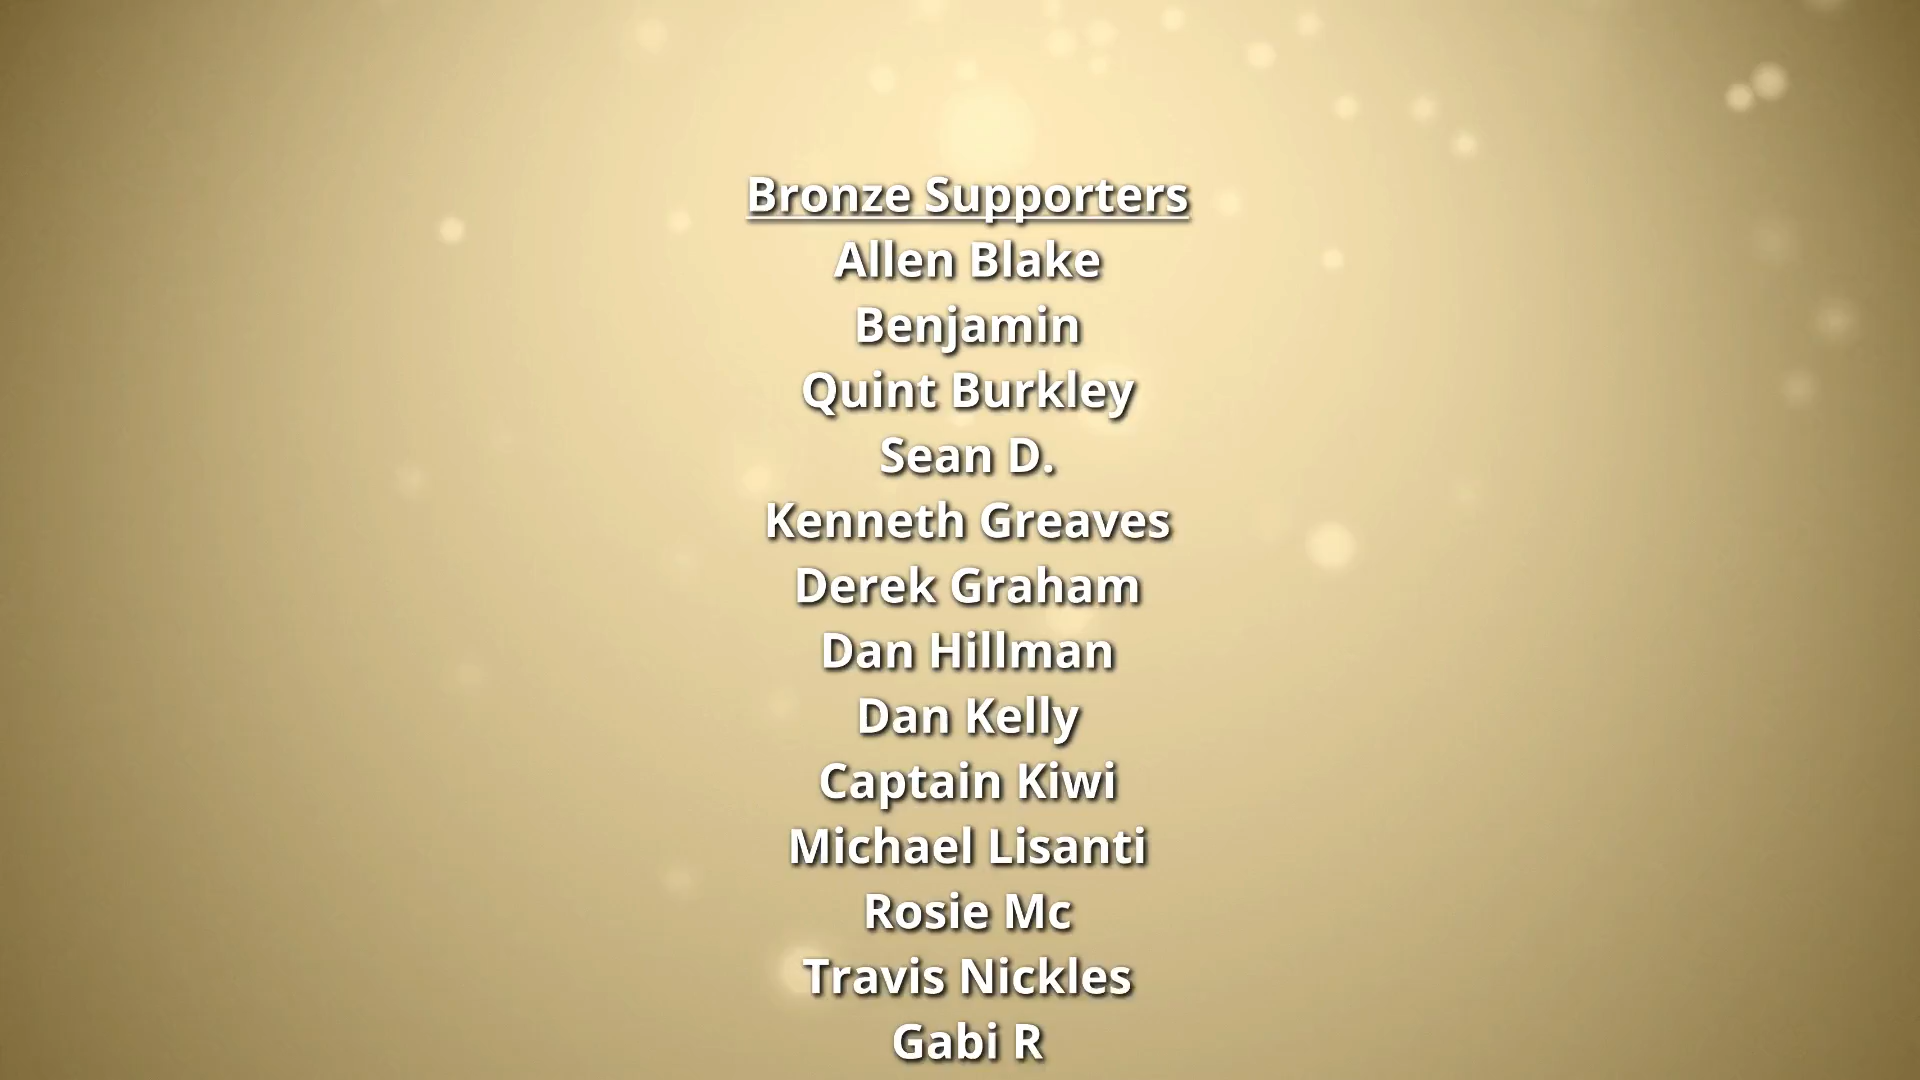 Bronze Supporters
Allen Blake
Benjamin
Quint Burkley
Sean D.
Kenneth Greaves
Derek Graham
Dan Hillman
Dan Kelly
Captain Kiwi
Michael Lisanti
Rosie Mc
Travis Nickles
Gabi R